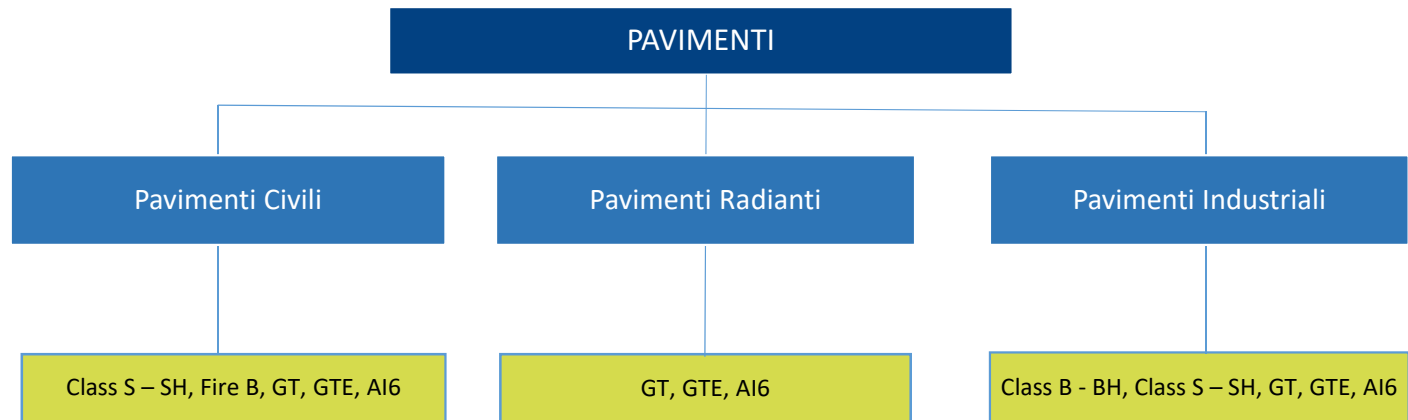 PAVIMENTI
Pavimenti Civili
Pavimenti Radianti
Pavimenti Industriali
Class S – SH, Fire B, GT, GTE, AI6
GT, GTE, AI6
Class B - BH, Class S – SH, GT, GTE, AI6